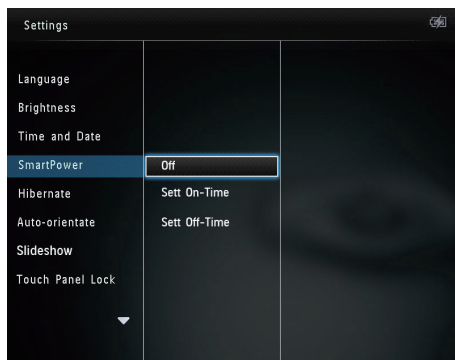 Settings
Language
Brightness
Time and Date
SmartPower
Off
Hibernate
Sett On-Time
Auto-orientate
Sett Off-Time
Slideshow
Touch Panel Lock